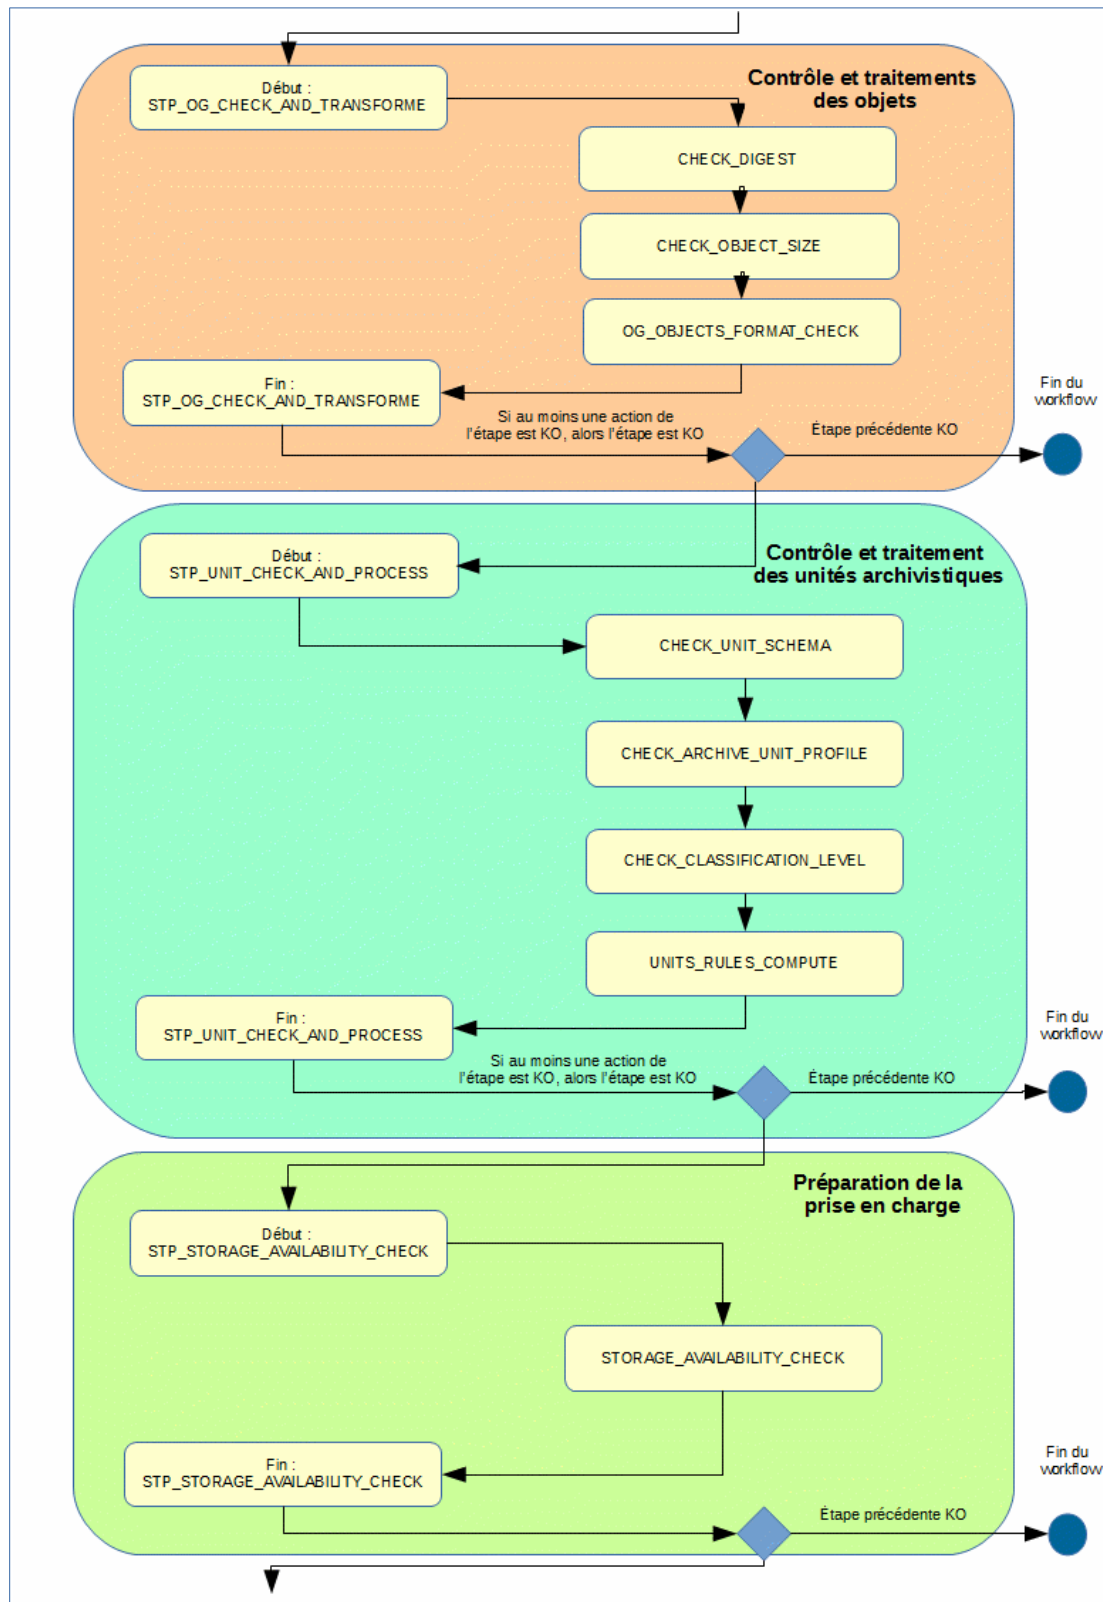 Contrôle et traitements
des objets
Début :
STP_OG_CHECK_AND_TRANSFORME
CHECK_DIGEST
CHECK_OBJECT_SIZE
OG_OBJECTS_FORMAT_CHECK
Fin :
STP_OG_CHECK_AND_TRANSFORME
Si au moins une action de
l'étape est KO, alors l'étape est KO
Étape précédente KO
Fin du
workflow
Contrôle et traitement
des unités archivistiques
Début :
STP_UNIT_CHECK_AND_PROCESS
CHECK_UNIT_SCHEMA
CHECK_ARCHIVE_UNIT_PROFILE
CHECK_CLASSIFICATION_LEVEL
UNITS_RULES_COMPUTE
Fin :
STP_UNIT_CHECK_AND_PROCESS
Si au moins une action de
l'étape est KO, alors l'étape est KO
Étape précédente KO
Fin du
workflow
Préparation de la
prise en charge
Début :
STP_STORAGE_AVAILABILITY_CHECK
STORAGE_AVAILABILITY_CHECK
Fin :
STP_STORAGE_AVAILABILITY_CHECK
Étape précédente KO
Fin du
workflow